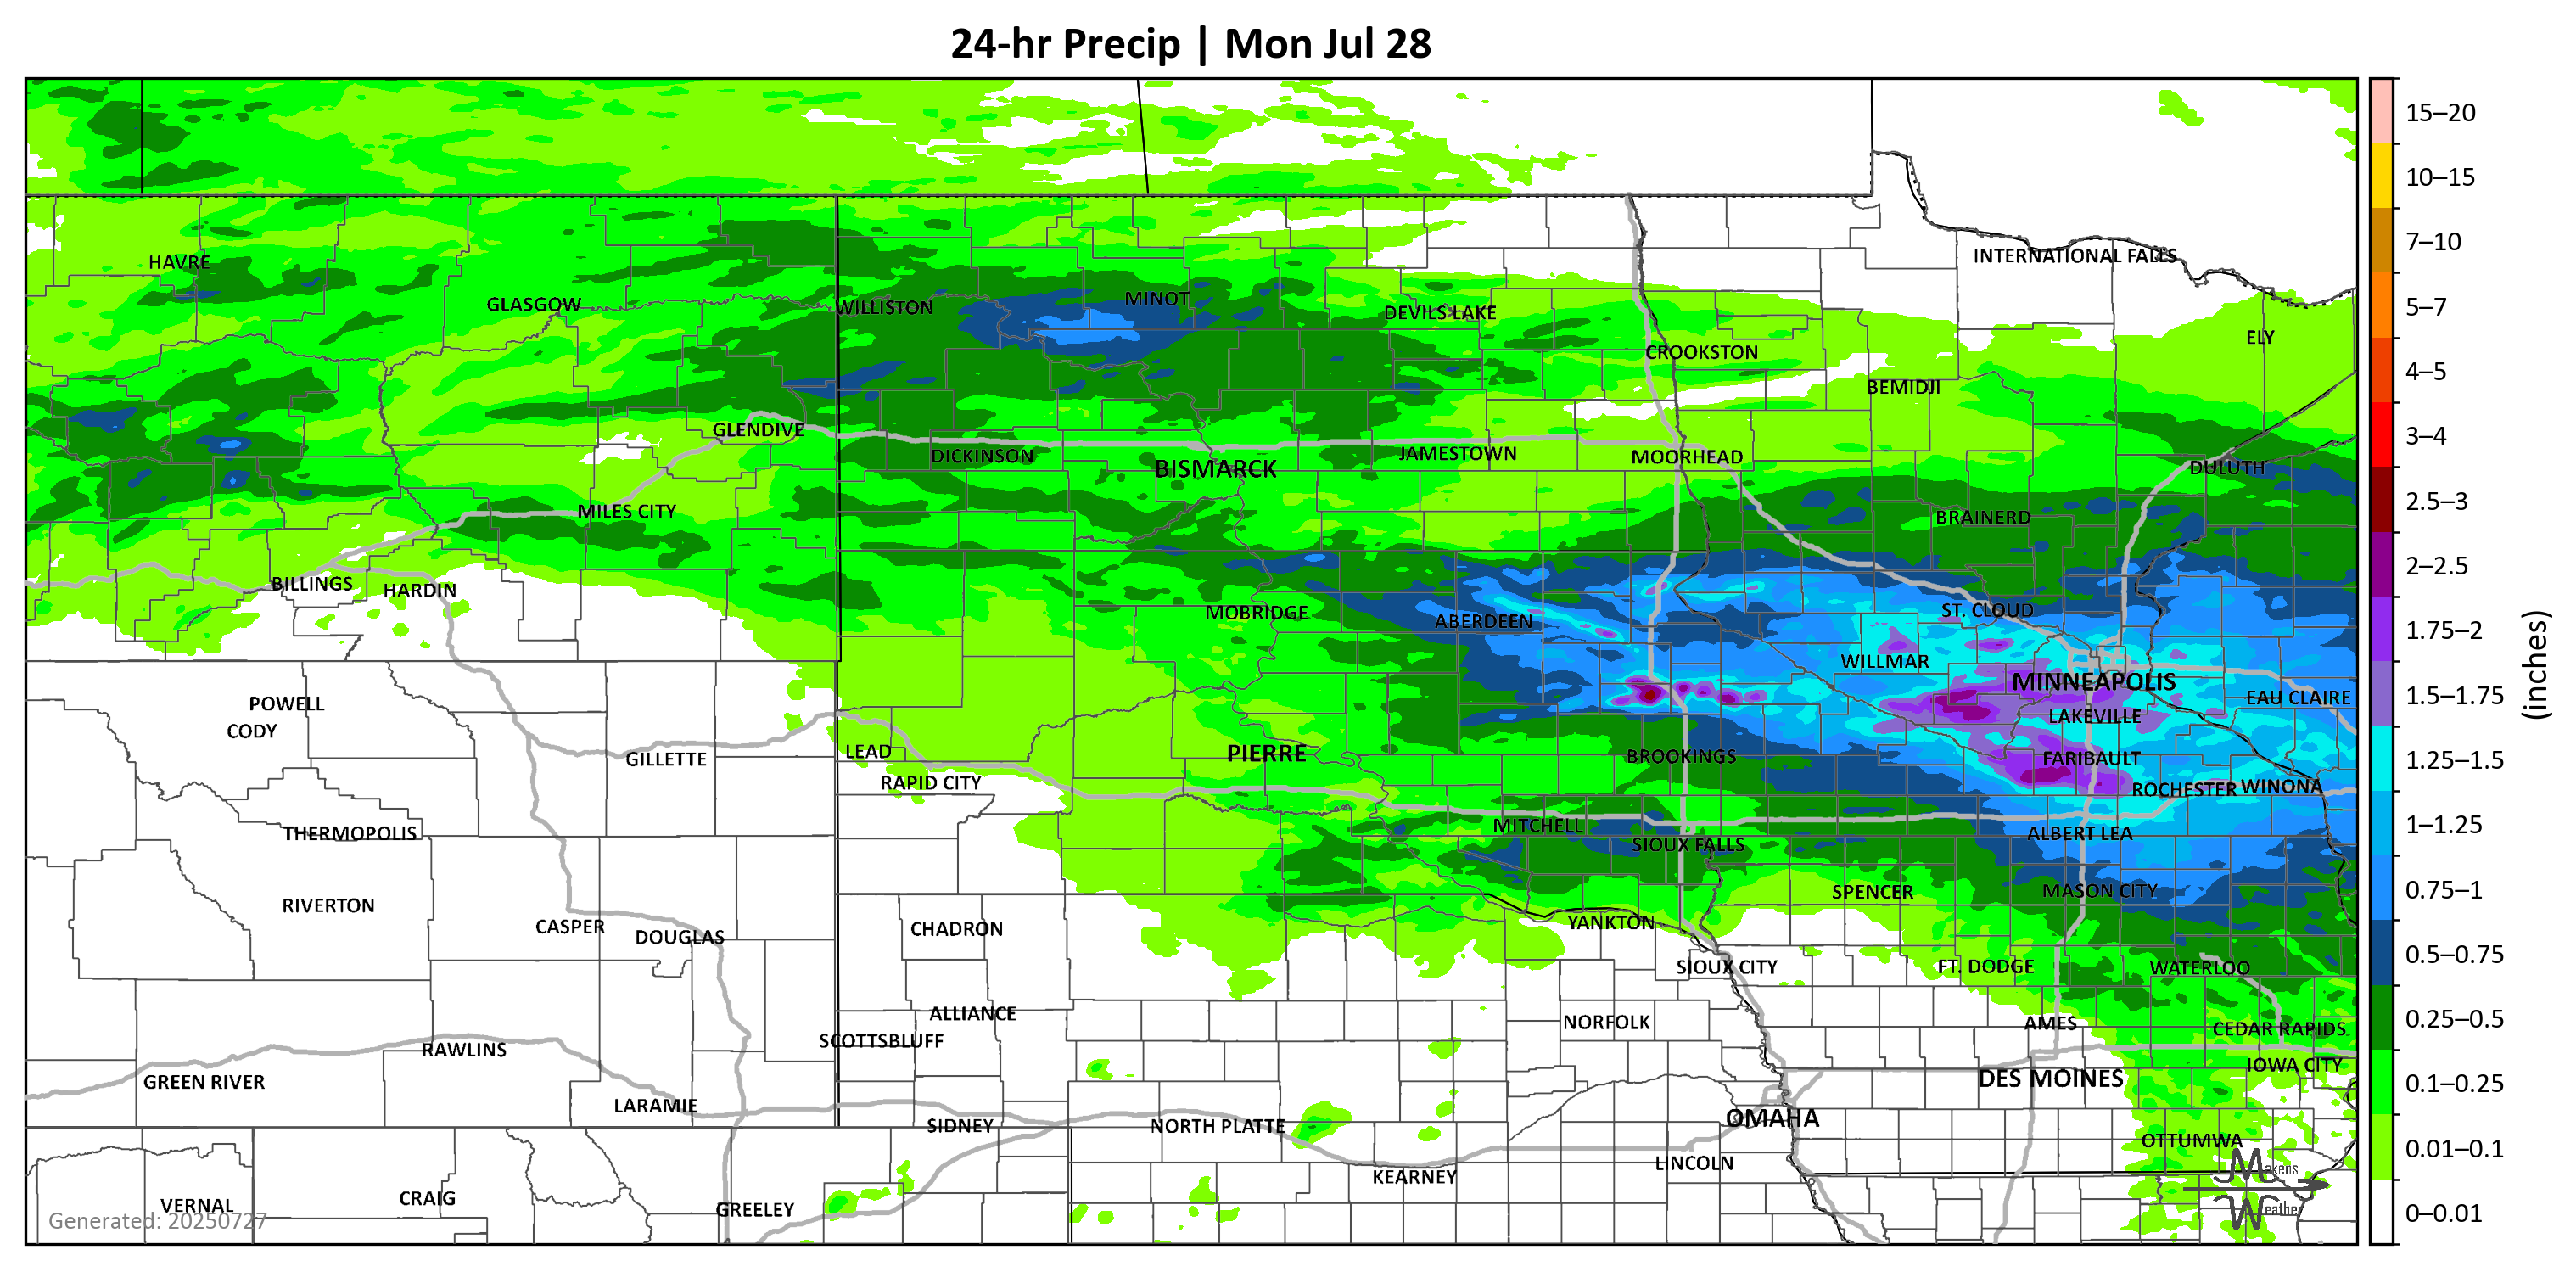 24-hr Precip | Mon Jul 28
15–20
10–15
7–10
5–7
4–5
3–4
2.5–3
2–2.5
1.75–2
1.5–1.75
1.25–1.5
1–1.25
0.75–1
0.5–0.75
0.25–0.5
0.1–0.25
0.01–0.1
0–0.01
(inches)
INTERNATIONAL FALLS
HAVRE
GLASGOW
WILLISTON
MINOT
DEVILS LAKE
ELY
CROOKSTON
BEMIDJI
GLENDIVE
DICKINSON
BISMARCK
JAMESTOWN
MOORHEAD
DULUTH
MILES CITY
BRAINERD
BILLINGS
HARDIN
MOBRIDGE
ABERDEEN
ST. CLOUD
WILLMAR
MINNEAPOLIS
EAU CLAIRE
POWELL
CODY
LAKEVILLE
GILLETTE
LEAD
PIERRE
BROOKINGS
FARIBAULT
RAPID CITY
ROCHESTER
WINONA
THERMOPOLIS
MITCHELL
SIOUX FALLS
ALBERT LEA
SPENCER
MASON CITY
RIVERTON
CASPER
DOUGLAS
CHADRON
YANKTON
SIOUX CITY
FT. DODGE
WATERLOO
ALLIANCE
SCOTTSBLUFF
NORFOLK
AMES
CEDAR RAPIDS
RAWLINS
IOWA CITY
GREEN RIVER
DES MOINES
LARAMIE
SIDNEY
NORTH PLATTE
OMAHA
OTTUMWA
LINCOLN
KEARNEY
VERNAL
CRAIG
GREELEY
Makens
Weather
Generated: 20250727